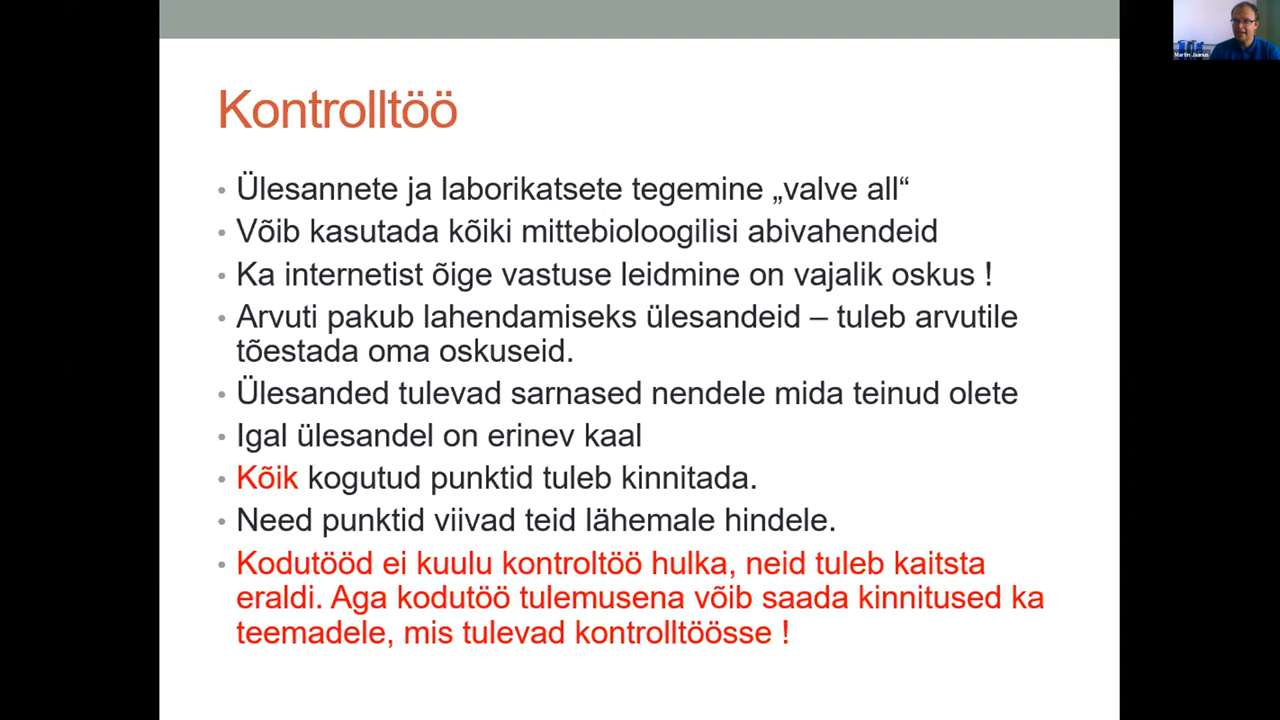 Kontrolltöö
• Ülesannete ja laborikatsete tegemine „valve all“
• Võib kasutada kõiki mittebioloogilisi abivahendeid
• Ka internetist õige vastuse leidmine on vajalik oskus !
• Arvuti pakub lahendamiseks ülesandeid – tuleb arvutile
tõestada oma oskuseid.
• Ülesanded tulevad sarnased nendele mida teinud olete
• Igal ülesandel on erinev kaal
• Kõik kogutud punktid tuleb kinnitada.
• Need punktid viivad teid lähemale hindele.
• Kodutööd ei kuulu kontroltöö hulka, neid tuleb kaitsta
eraldi. Aga kodutöö tulemusena võib saada kinnitused ka
teemadele, mis tulevad kontrolltöösse !
Martin Jaanus